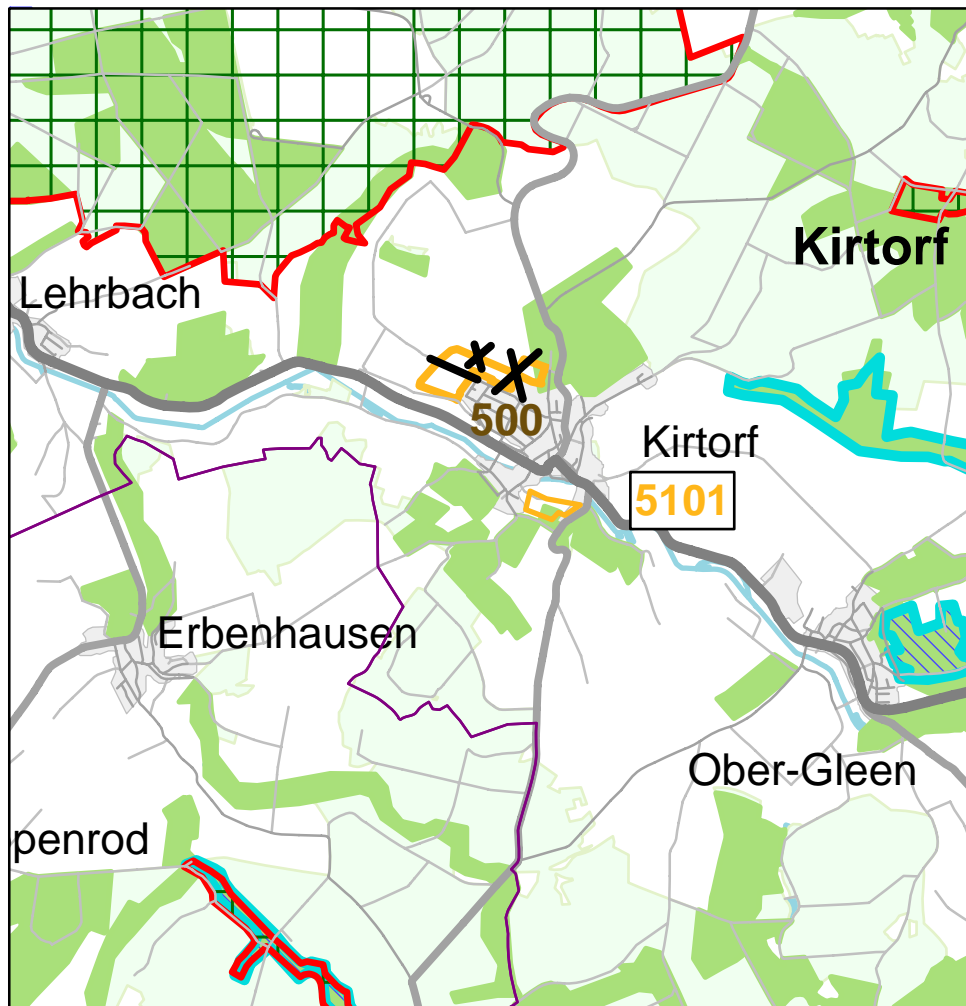 Kirtorf
Lehrbach
500
Kirtorf
5101
Erbenhausen
Ober-Gleen
penrod